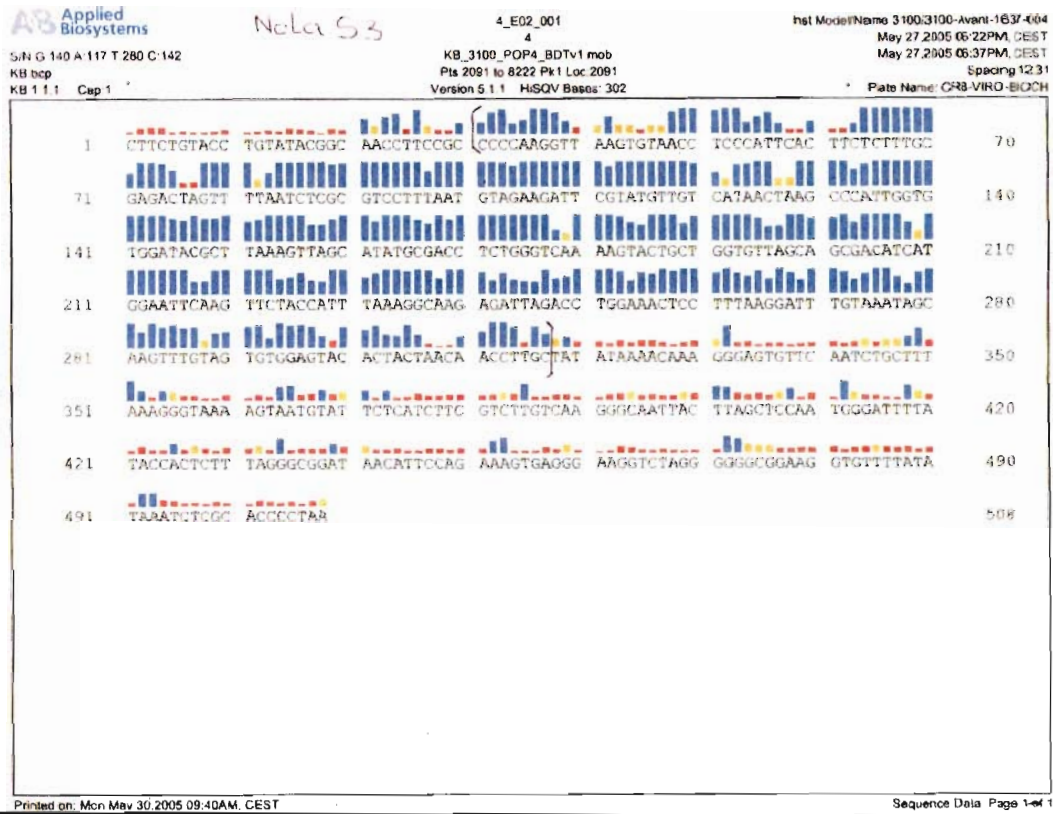 AB Applied
Biosystems
Nola S3
4_E02_001
4
KB_3100_POP4_BDTv1.mob
Pts 2091 to 8222 Pk1 Loc:2091
Version 5.1.1 HiSQV Bases: 302
Inst Model/Name 3100/3100-Avant-1637-004
May 27,2005 06:22PM, CEST
May 27,2005 06:37PM, CEST
Spacing:12.31
Plate Name: CRB-VIRO-BIOCH
S/N G:140 A:117 T:280 C:142
KB.bcp
KB 1.1.1 Cap:1
1 CTTCTGTACC TGTATACGGC AACCTTCCGC CCCCAAGGTT AAGTGTAACC TCCCATTCAC TTCTCTTTGC 70
71 GAGACTAGTT TTAATCTCGC GTCCTTTAAT GTAGAAGATT CGTATGTTGT CATAACTAAG CCCATTGGTG 140
141 TGGATACGCT TAAAGTTAGC ATATGCGACC TCTGGGTCAA AAGTACTGCT GGTGTTAGCA GCGACATCAT 210
211 GGAATTCAAG TTCTACCATT TAAAGGCAAG AGATTAGACC TGGAAACTCC TTTAAGGATT TGTAAATAGC 280
281 AAGTTTGTAG TGTGGAGTAC ACTACTAACA ACCTTGCTAT ATAAAACAAA GGGAGTGTTC AATCTGCTTT 350
351 AAAGGGTAAA AGTAATGTAT TCTCATCTTC GTCTTGTCAA GGGCAATTAC TTAGCTCCAA TGGGATTTTA 420
421 TACCACTCTT TAGGGCGGAT AACATTCCAG AAAGTGAGGG AAGGTCTAGG GGGGCGGAAG GTGTTTTATA 490
491 TAAATCTCGC ACCCCTAA 508
Printed on: Mon May 30,2005 09:40AM, CEST
Sequence Data Page 1 of 1